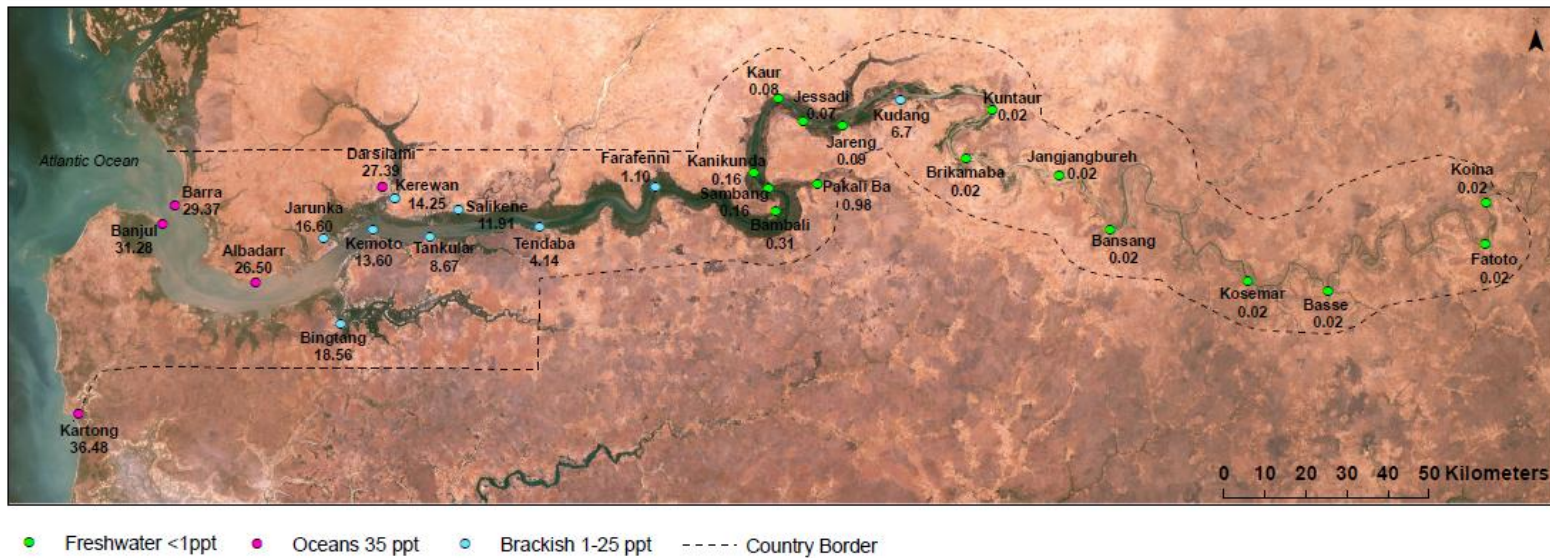 N
Kaur
0.08
Jessadi
0.07
Kudang
6.7
Kuntaur
0.02
Jareng
0.09
Atlantic Ocean
Darsilami
27.39
Farafenni
1.10
Kanikunda
0.16
Brikamaba
0.02
Jangjangbureh
0.02
Koina
0.02
Barra
29.37
Kerewan
14.25
Sambang
0.16
Pakali Ba
0.98
Jarunka
16.60
Salikene
11.91
Bambali
0.31
Banjul
31.28
Albadarr
26.50
Kemoto
13.60
Tankular
8.67
Tendaba
4.14
Bansang
0.02
Fatoto
0.02
Kosemar
0.02
Basse
0.02
Bingtang
18.56
Kartong
36.48
0 10 20 30 40 50 Kilometers
Freshwater <1ppt Oceans 35 ppt Brackish 1-25 ppt Country Border